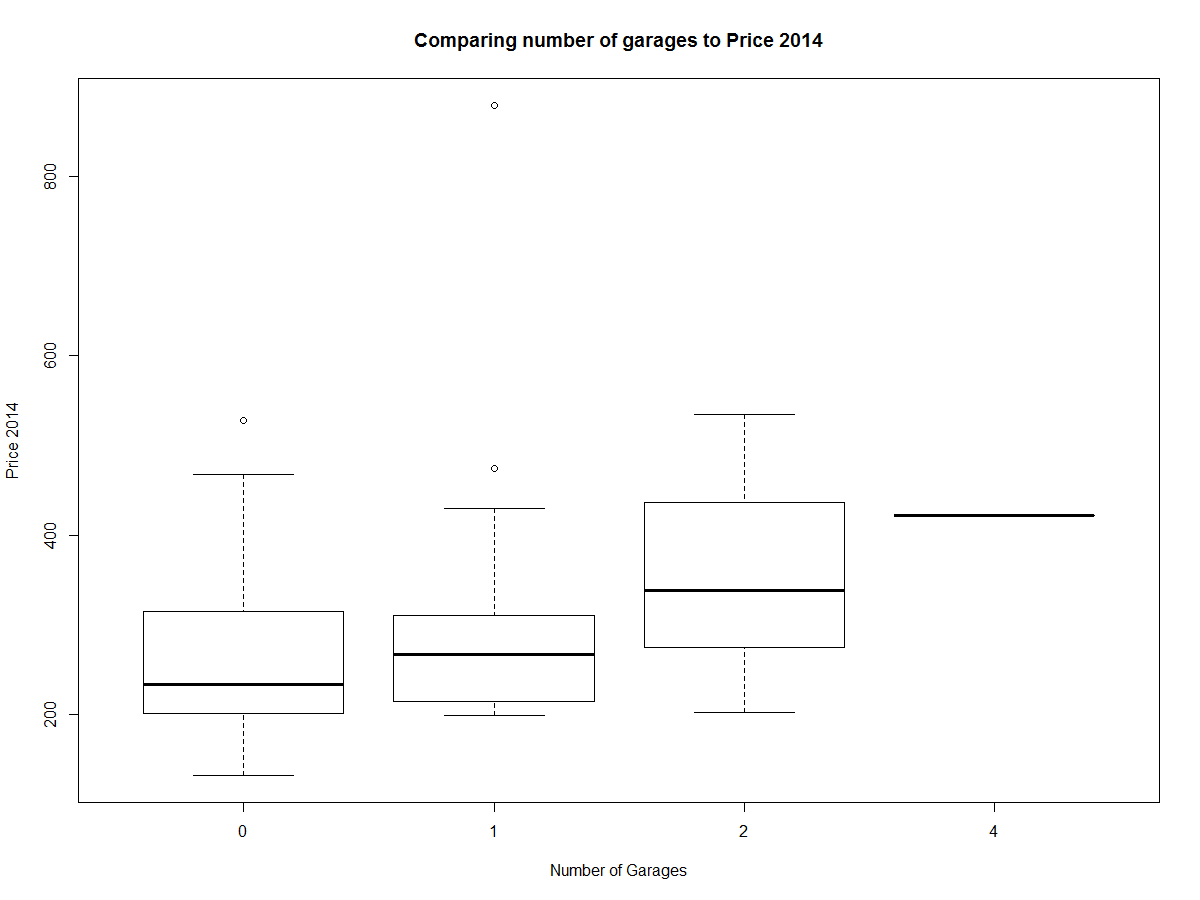 Comparing number of garages to Price 2014
Price 2014
800
600
400
200
0 1 2 4
Number of Garages